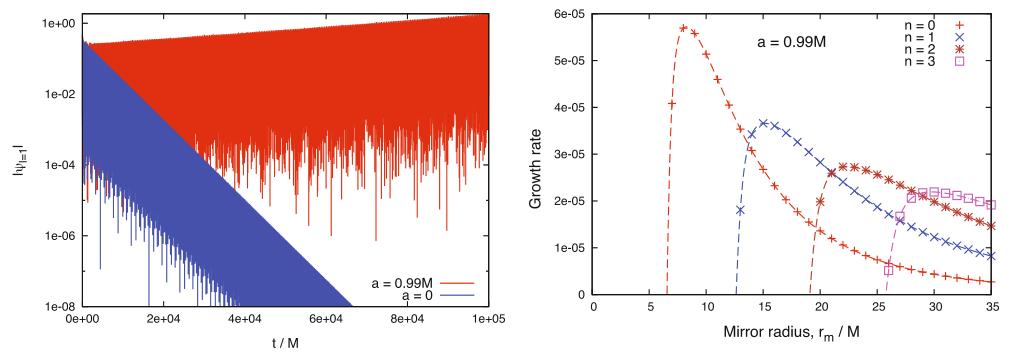 1e+00
1e-02
1e-04
1e-06
1e-08
|ψl=1|
a = 0.99M
a = 0
0e+00 2e+04 4e+04 6e+04 8e+04 1e+05
t / M
6e-05
5e-05
4e-05
3e-05
2e-05
1e-05
0
Growth rate
a = 0.99M
n = 0
n = 1
n = 2
n = 3
0 5 10 15 20 25 30 35
Mirror radius, rm / M